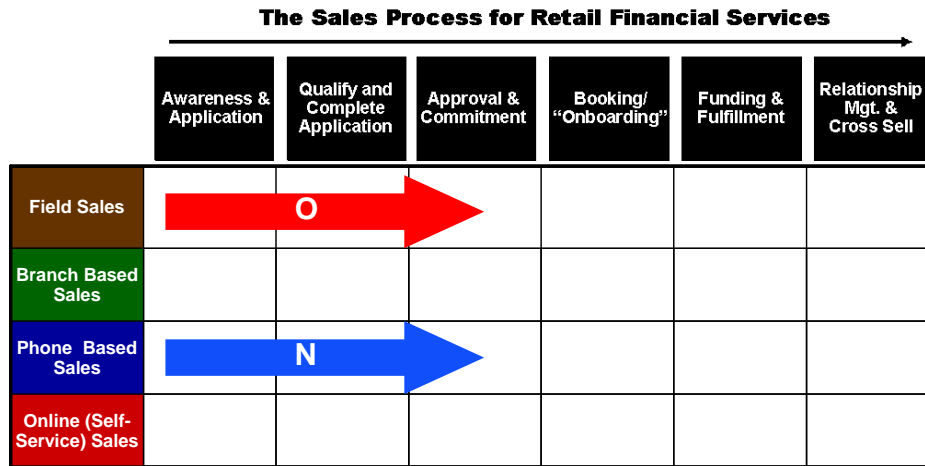 The Sales Process for Retail Financial Services
Awareness &
Application
Qualify and
Complete
Application
Approval &
Commitment
Booking/
“Onboarding”
Funding &
Fulfillment
Relationship
Mgt. &
Cross Sell
Field Sales
O
Branch Based
Sales
Phone Based
Sales
N
Online (Self-
Service) Sales